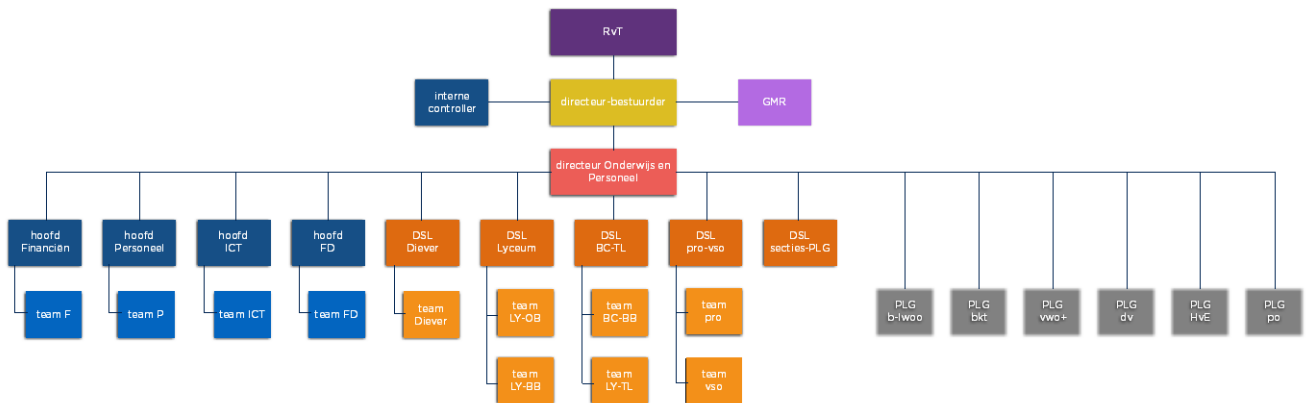 RvT
interne
controller
directeur-bestuurder
GMR
directeur Onderwijs en
Personeel
hoofd
Financiën
hoofd
Personeel
hoofd
ICT
hoofd
FD
DSL
Diever
DSL
Lyceum
DSL
BC-TL
DSL
pro-vso
DSL
secties-PLG
team F
team P
team ICT
team FD
team
Diever
team
LY-OB
team
BC-BB
team
pro
PLG
b-lwoo
PLG
bkt
PLG
vwo+
PLG
dv
PLG
HvE
PLG
po
team
LY-BB
team
LY-TL
team
vso